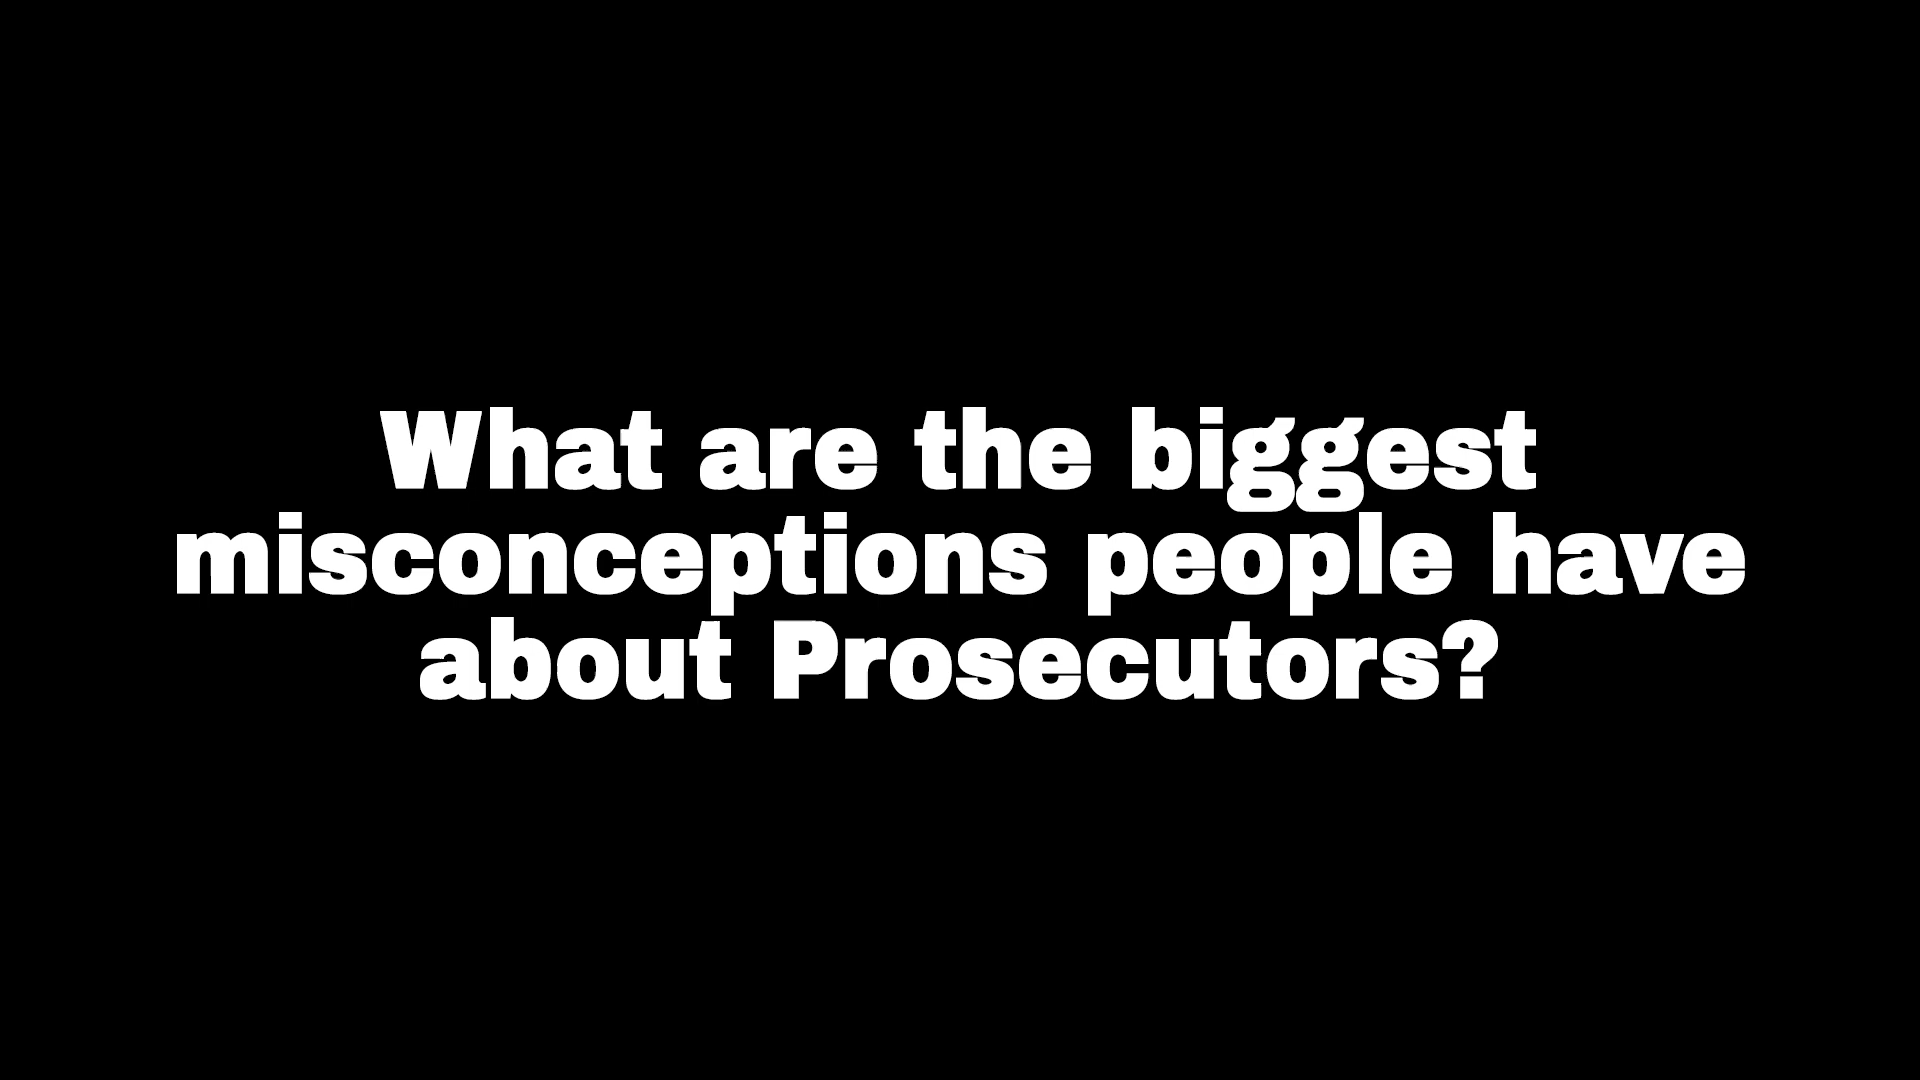 What are the biggest
misconceptions people have
about Prosecutors?